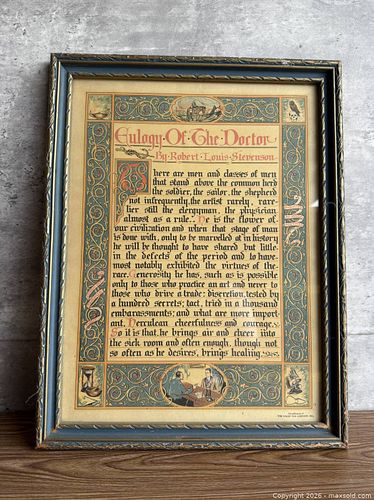 Eulogy·Of·The·Doctor
By·Robert·Louis·Stevenson
There are men and classes of men
that stand above the common herd
the soldier, the sailor, the shepherd
not infrequently, the artist rarely, rare-
lier still the clergyman, the physician
almost as a rule. He is the flower of
our civilization and when that stage of man
is done with, only to be marvelled at in history
he will be thought to have shared but little
in the defects of the period and to have
most notably exhibited the virtues of the
race. Generosity he has, such as is possible
only to those who practice an art and never to
those who drive a trade: discretion, tested by
a hundred secrets; tact, tried in a thousand
embarassments; and what are more import-
ant, Herculean cheerfulness and courage.
So it is that he brings air and cheer into
the sick room and often enough, though not
so often as he desires, brings healing.
Copyright 2026 - maxsold.com